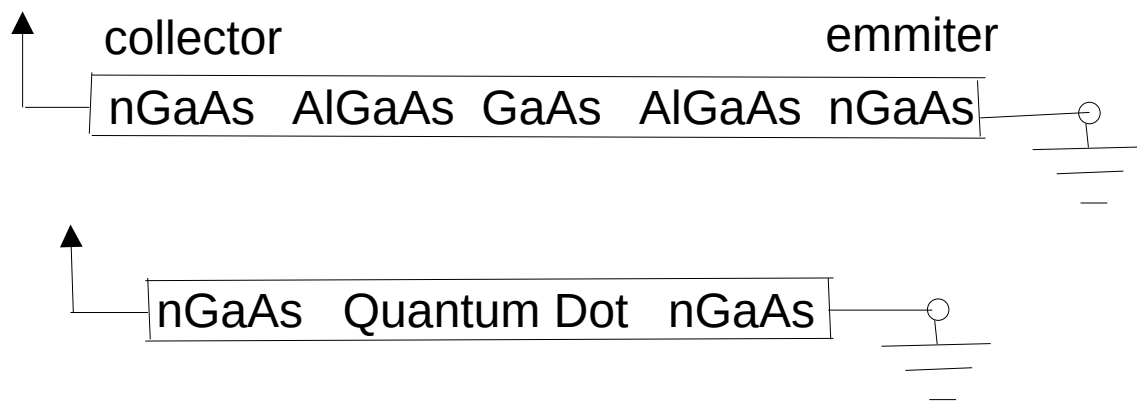 collector emmiter
nGaAs AlGaAs GaAs AlGaAs nGaAs
nGaAs Quantum Dot nGaAs